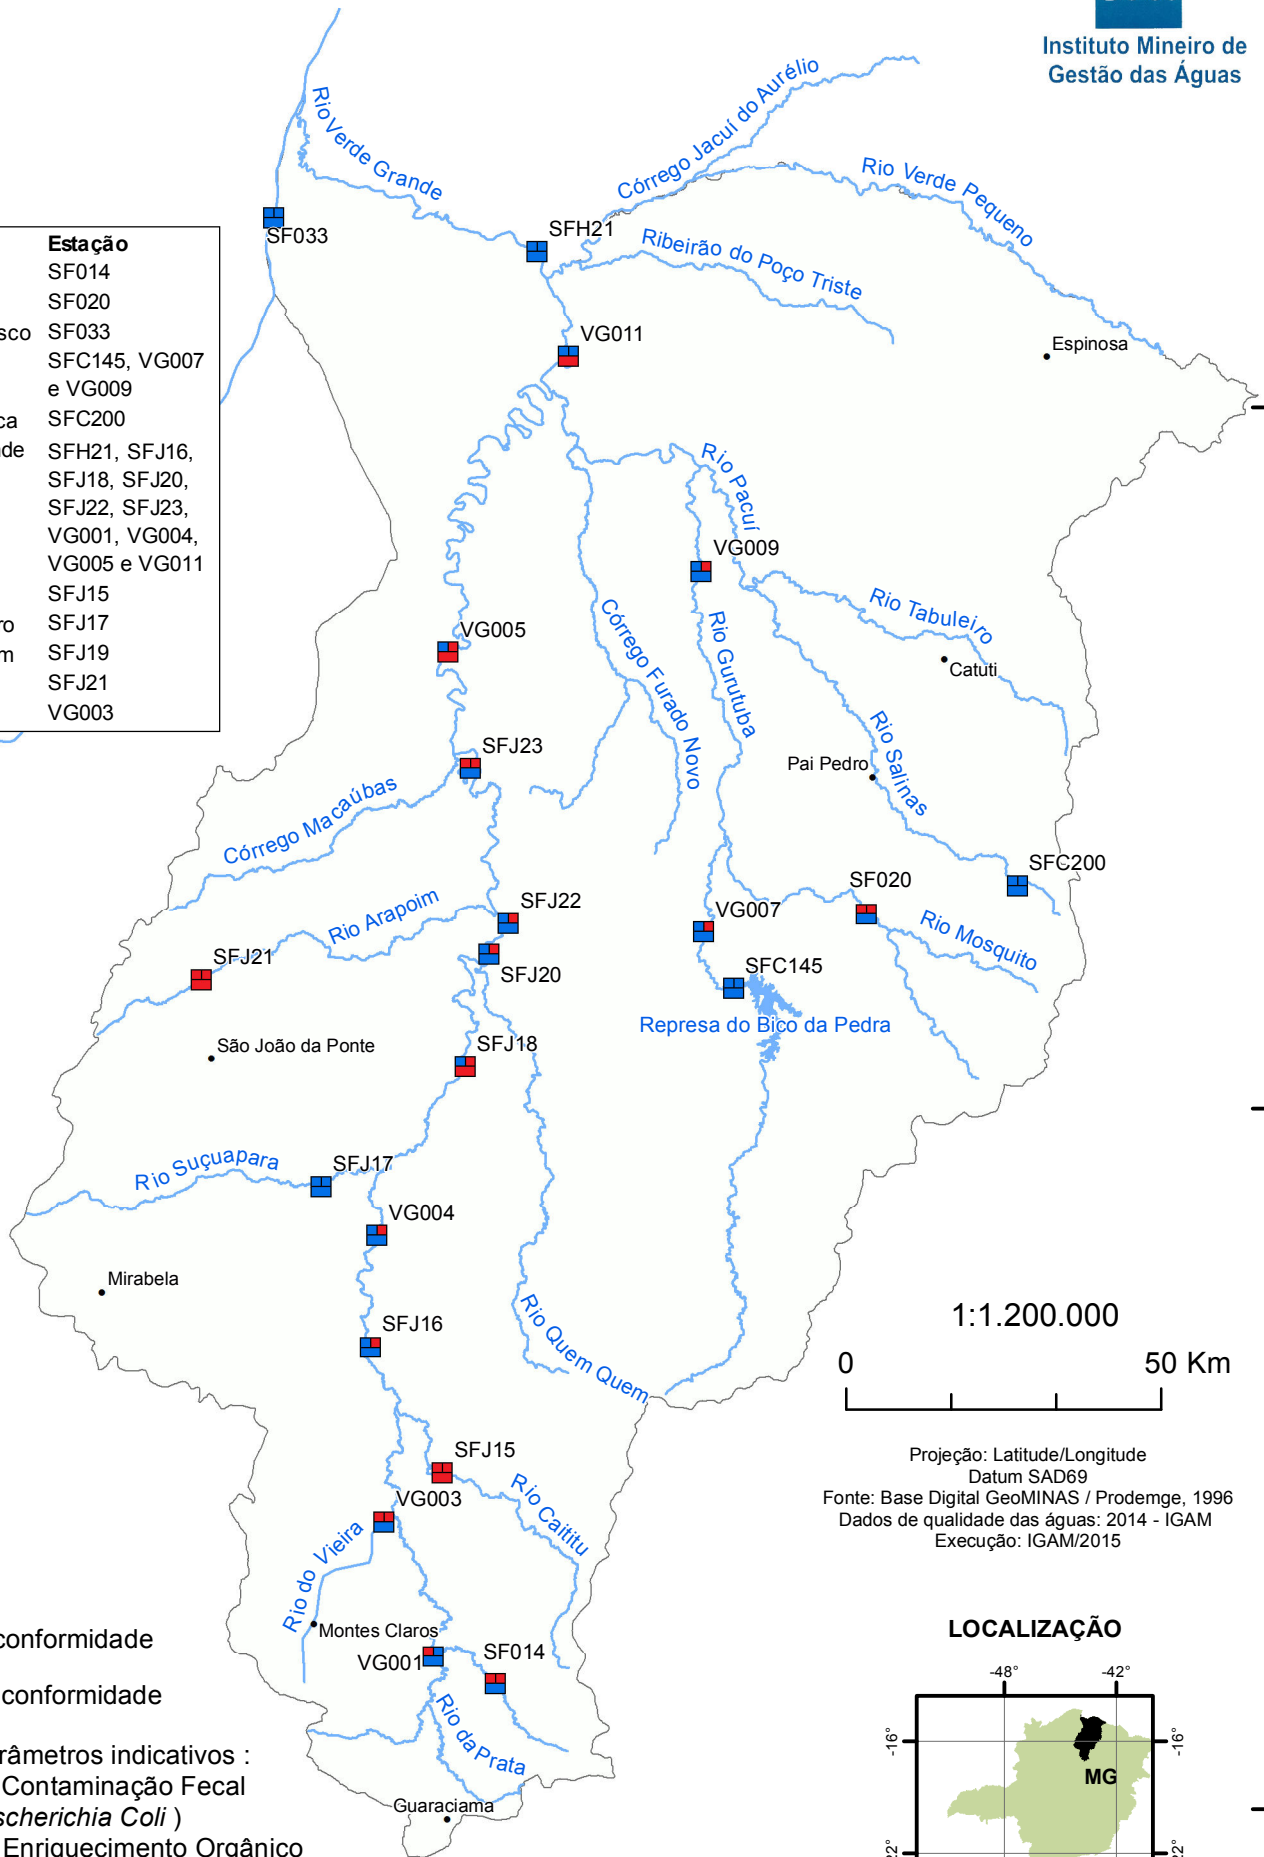 Instituto Mineiro de
Gestão das Águas
Rio Verde Grande
Córrego Jacuí do Aurélio
Rio Verde Pequeno
SF033
SFH21
Ribeirão do Poço Triste
VG011
Espinosa
Estação
SF014
SF020
sco SF033
SFC145, VG007
e VG009
ca SFC200
de SFH21, SFJ16,
SFJ18, SFJ20,
SFJ22, SFJ23,
VG001, VG004,
VG005 e VG011
SFJ15
ro SFJ17
m SFJ19
SFJ21
VG003
Rio Pacuí
VG009
Rio Tabuleiro
Catuti
VG005
Córrego Furado Novo
Rio Gurutuba
Rio Salinas
SFJ23
Pai Pedro
Córrego Macaúbas
SFC200
SF020
SFJ22
VG007
Rio Arapoim
Rio Mosquito
SFJ21
SFJ20
SFC145
Represa do Bico da Pedra
São João da Ponte
SFJ18
Rio Suçuapara
SFJ17
VG004
Mirabela
SFJ16
Rio Quem Quem
1:1.200.000
0 50 Km
SFJ15
VG003
Rio Caititu
Rio do Vieira
Projeção: Latitude/Longitude
Datum SAD69
Fonte: Base Digital GeoMINAS / Prodemge, 1996
Dados de qualidade das águas: 2014 - IGAM
Execução: IGAM/2015
Montes Claros
VG001
SF014
Rio da Prata
Guaraciama
conformidade
conformidade
râmetros indicativos :
Contaminação Fecal
scherichia Coli )
Enriquecimento Orgânico
LOCALIZAÇÃO
-48° -42°
-16° -16°
MG
22° 22°